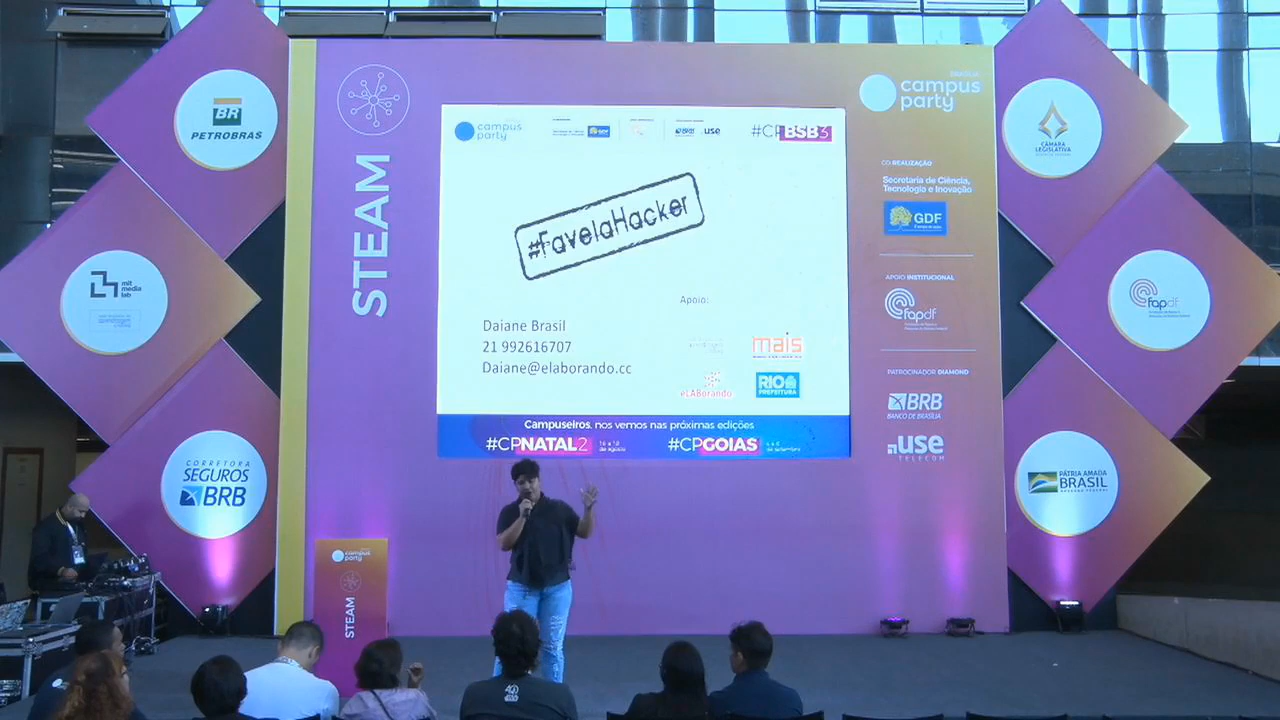 BR
PETROBRAS
mit
media
lab
CORRETORA
SEGUROS
BRB
STEAM
campus
party
GDF
BRB
use
#CPBSB3
#FavelaHacker
Apoio:
Daiane Brasil
21 992616707
Daiane@elaborando.cc
mais
eLABorando
RIO
PREFEITURA
Campuseiros, nos vemos nas próximas edições
#CPNATAL2
#CPGOIAS
BRASÍLIA
campus
party
CO REALIZAÇÃO
Secretaria de Ciência,
Tecnologia e Inovação
GDF
APOIO INSTITUCIONAL
fapdf
PATROCINADOR DIAMOND
BRB
BANCO DE BRASÍLIA
use
TELECOM
CÂMARA
LEGISLATIVA
fapdf
PÁTRIA AMADA
BRASIL
campus
party
STEAM